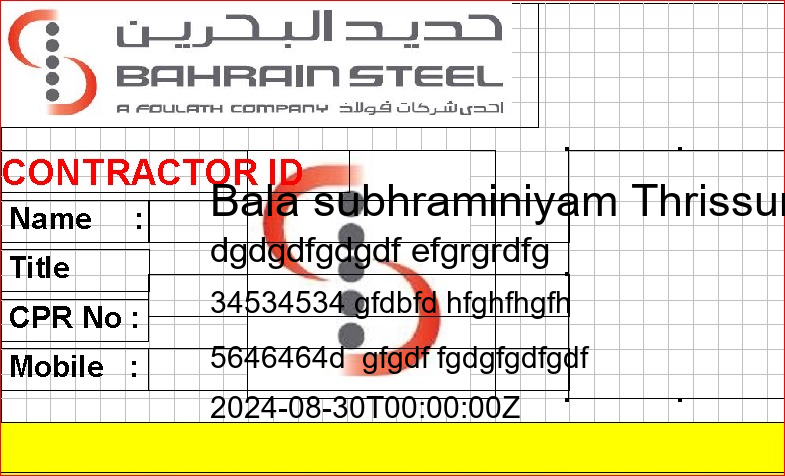 حديد البحرين
BAHRAIN STEEL
A FOULATH COMPANY احدى شركات فولاذ
CONTRACTOR ID
Name : Bala subhraminiyam Thrissur
Title dgdgdfgdgdf efgrgrdfg
CPR No : 34534534 gfdbfd hfghfhgfh
Mobile : 5646464d gfgdf fgdgfgdfgdf
2024-08-30T00:00:00Z